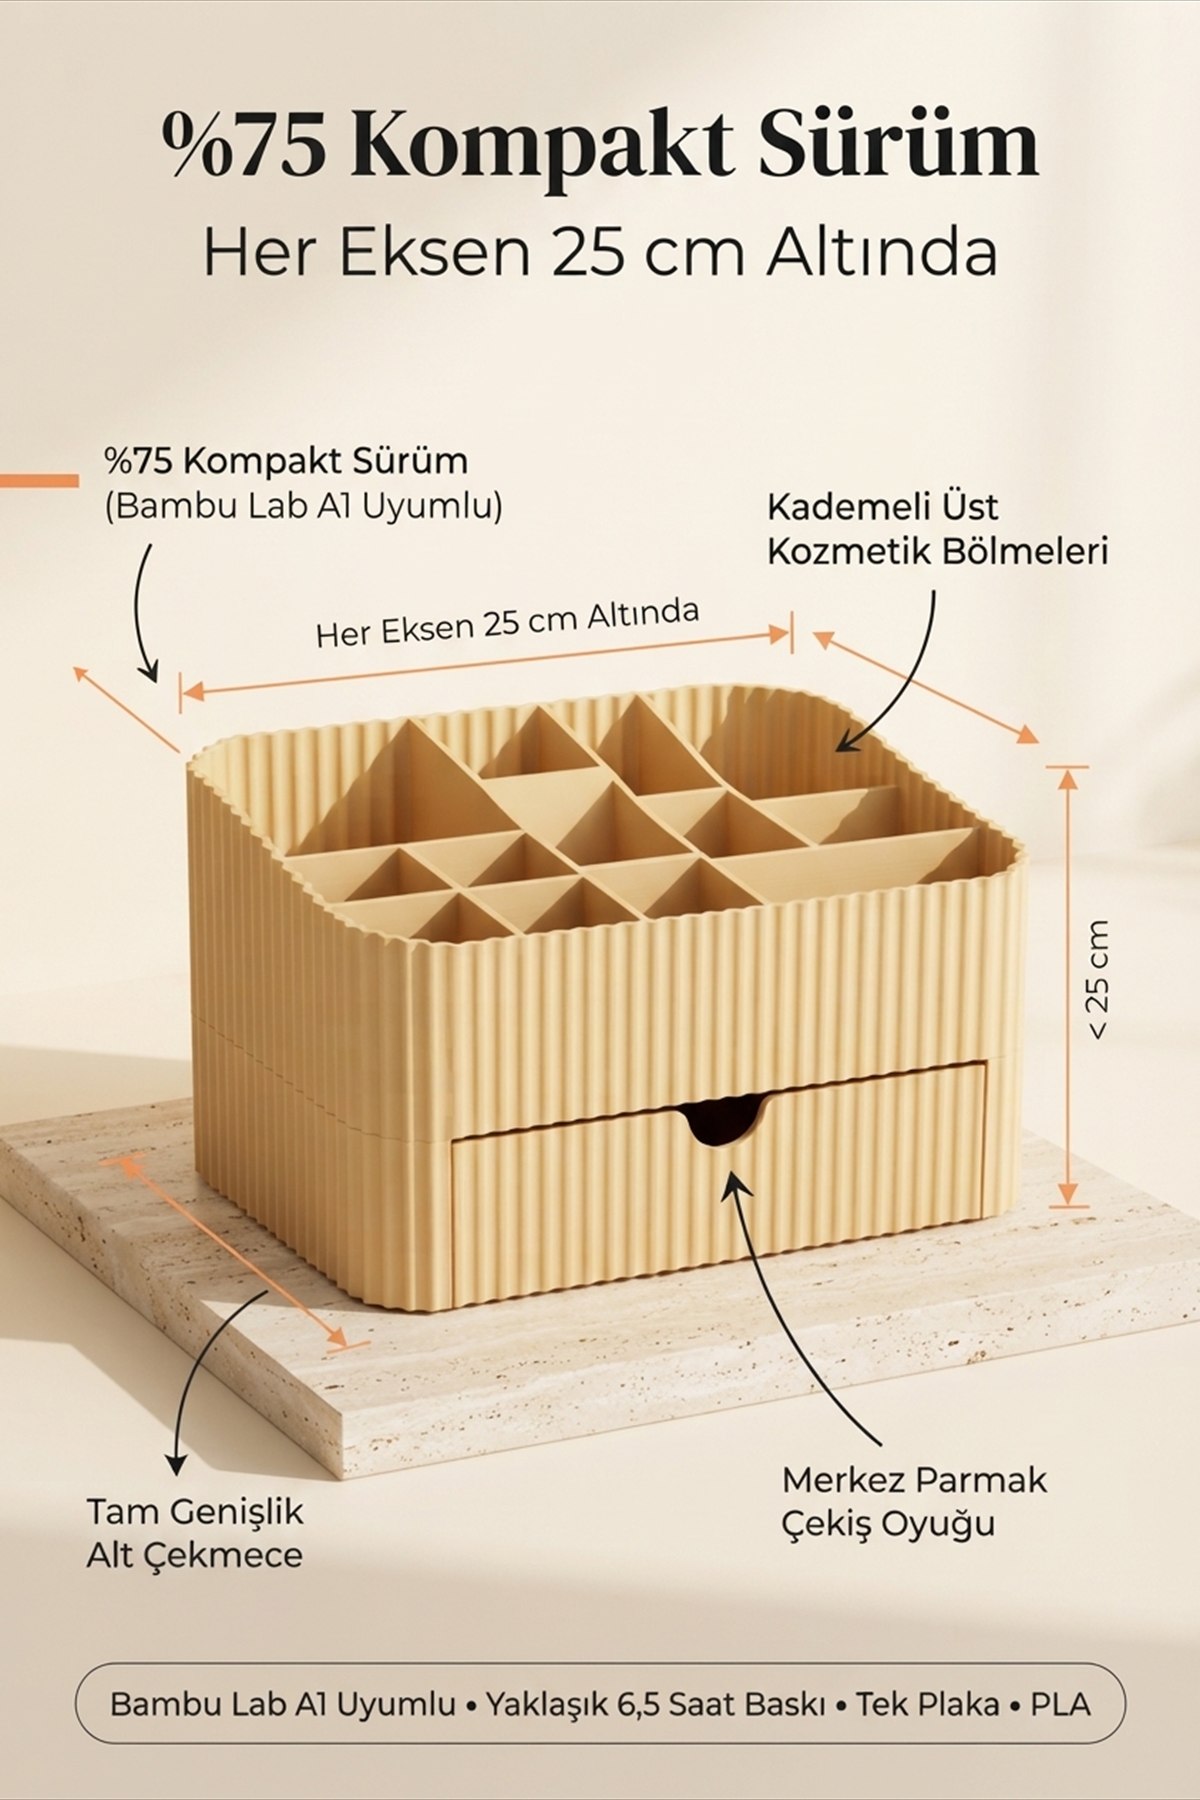 %75 Kompakt Sürüm
Her Eksen 25 cm Altında
%75 Kompakt Sürüm
(Bambu Lab A1 Uyumlu)
Kademeli Üst
Kozmetik Bölmeleri
Her Eksen 25 cm Altında
< 25 cm
Tam Genişlik
Alt Çekmece
Merkez Parmak
Çekiş Oyuğu
Bambu Lab A1 Uyumlu • Yaklaşık 6,5 Saat Baskı • Tek Plaka • PLA